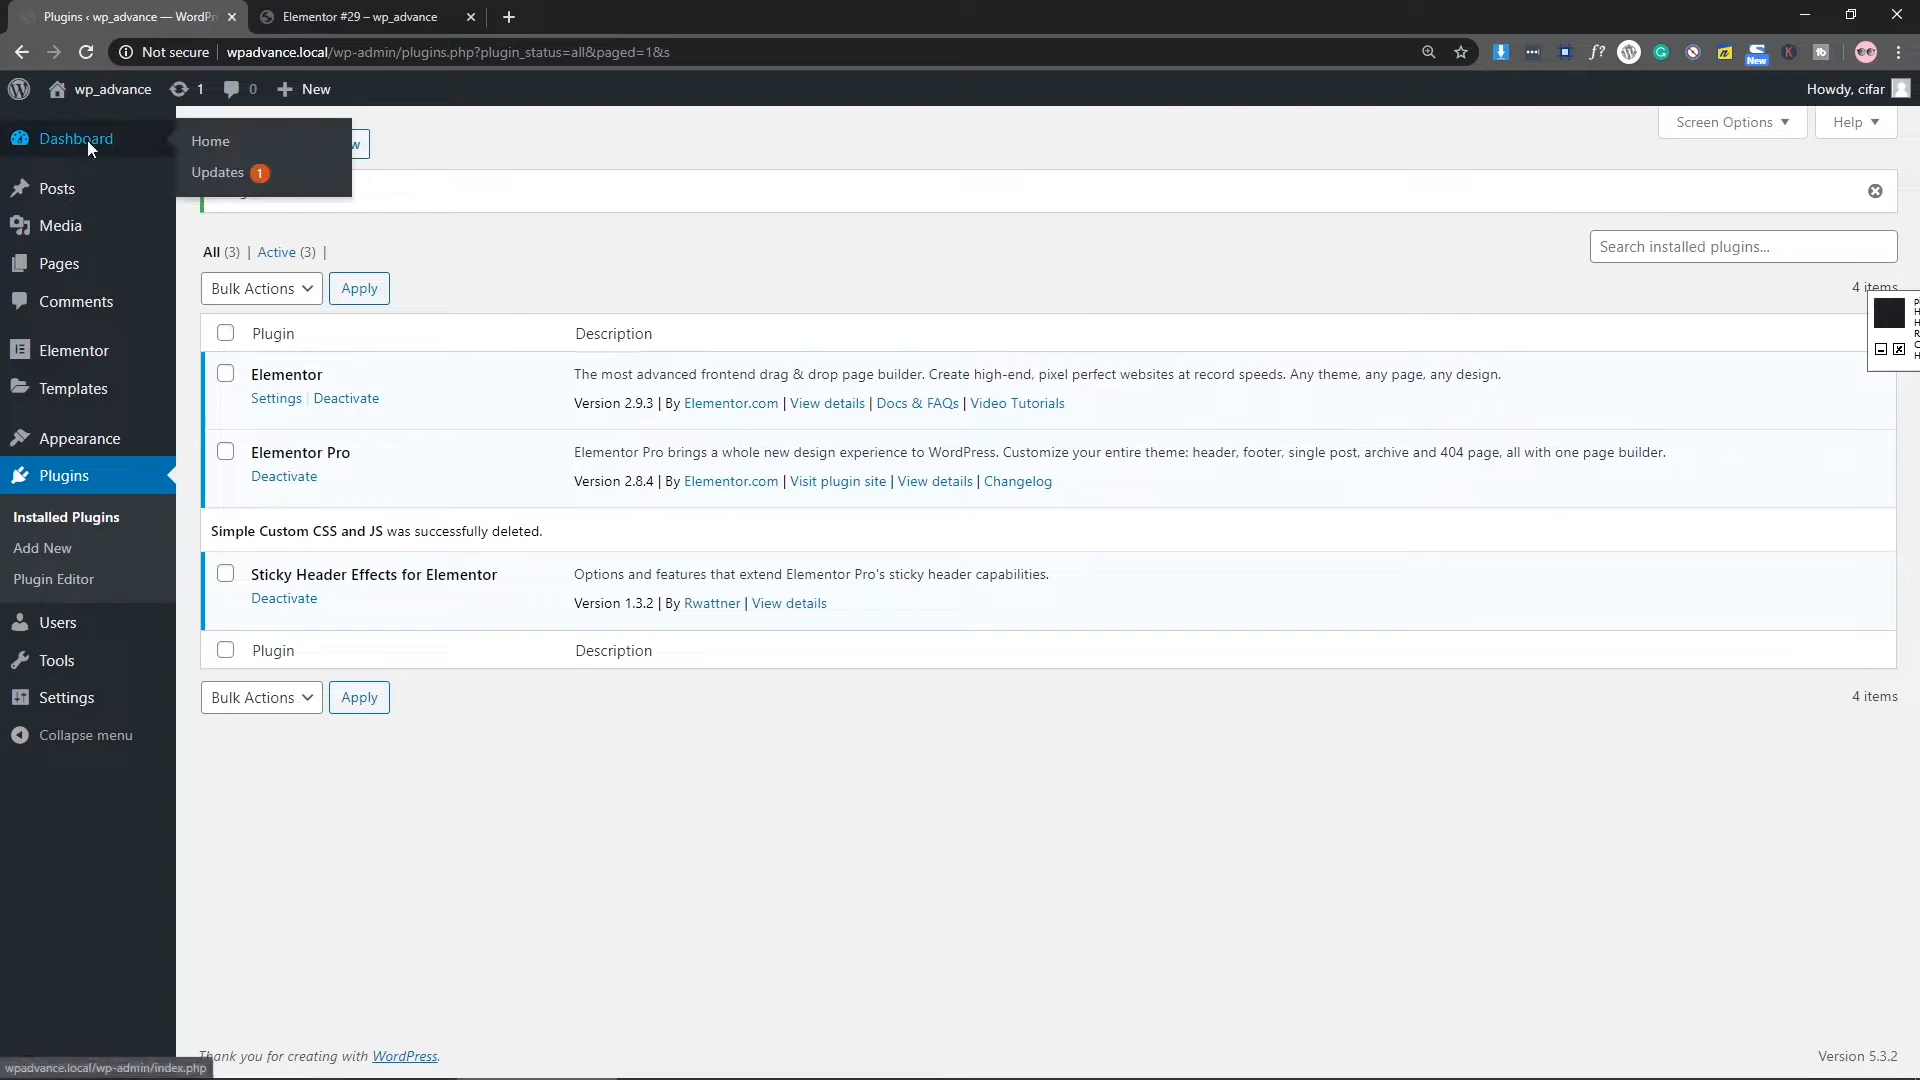 Plugins ‹ wp_advance — WordPr
Elementor #29 – wp_advance
Not secure
wpadvance.local/wp-admin/plugins.php?plugin_status=all&paged=1&s
New
wp_advance
1
0
New
Howdy, cifar
Dashboard
Home
Updates 1
Screen Options
Help
Posts
Media
Pages
Comments
Elementor
Templates
Appearance
Plugins
Installed Plugins
Add New
Plugin Editor
Users
Tools
Settings
Collapse menu
All (3) | Active (3) |
Search installed plugins...
Bulk Actions
Apply
4 items
Plugin
Description
Elementor
The most advanced frontend drag & drop page builder. Create high-end, pixel perfect websites at record speeds. Any theme, any page, any design.
Settings | Deactivate
Version 2.9.3 | By Elementor.com | View details | Docs & FAQs | Video Tutorials
Elementor Pro
Elementor Pro brings a whole new design experience to WordPress. Customize your entire theme: header, footer, single post, archive and 404 page, all with one page builder.
Deactivate
Version 2.8.4 | By Elementor.com | Visit plugin site | View details | Changelog
Simple Custom CSS and JS was successfully deleted.
Sticky Header Effects for Elementor
Options and features that extend Elementor Pro's sticky header capabilities.
Deactivate
Version 1.3.2 | By Rwattner | View details
Plugin
Description
Bulk Actions
Apply
4 items
Thank you for creating with WordPress.
Version 5.3.2
wpadvance.local/wp-admin/index.php